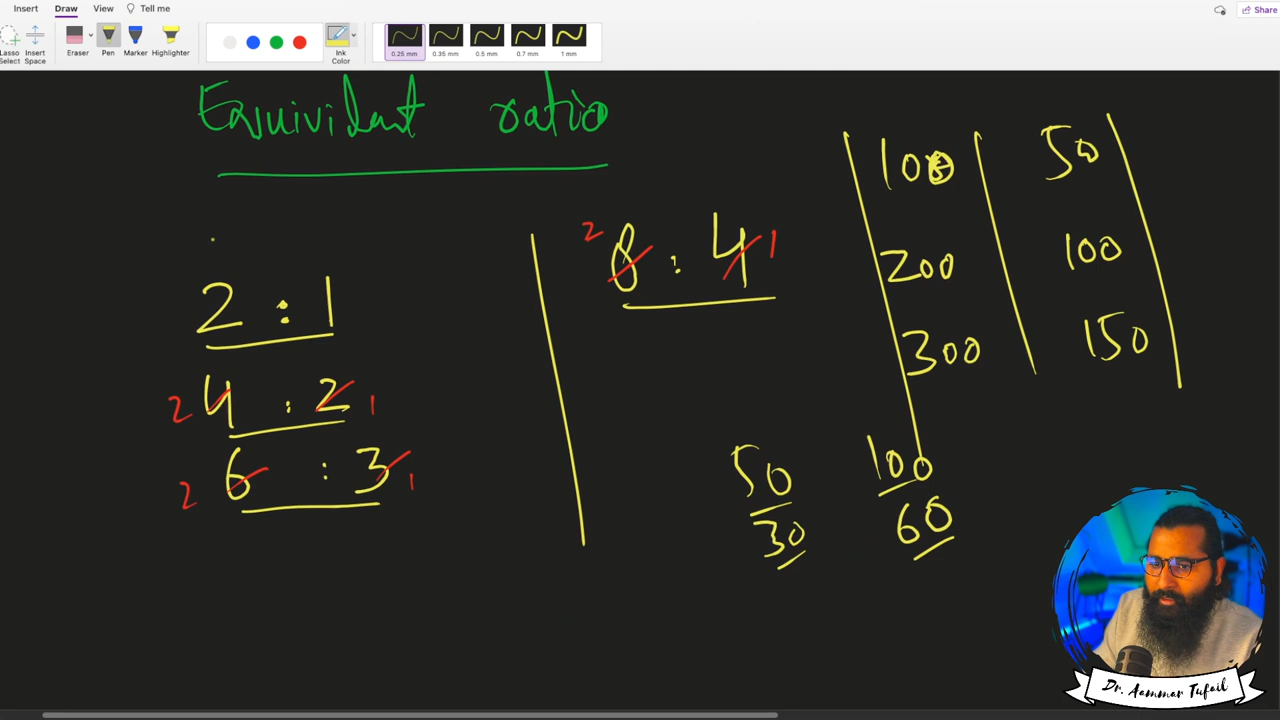 Insert Draw View Tell me Share
Lasso Select
Insert Space
Eraser
Pen
Marker
Highlighter
Ink Color
0.25 mm
0.35 mm
0.5 mm
0.7 mm
1 mm
Equivilent ratio
2 : 1
2 4 : 2 1
2 6 : 3 1
2 8 : 4 1
100 50
200 100
300 150
50 100
30 60
Dr. Aammar Tufail